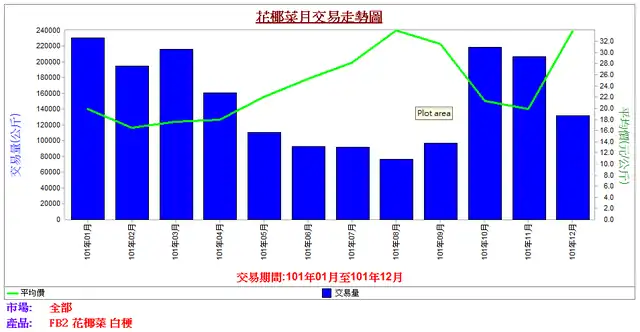 花椰菜月交易走勢圖
240000
220000
200000
180000
160000
140000
120000
100000
80000
60000
40000
20000
0
交易量(公斤)
32.0
30.0
28.0
26.0
24.0
22.0
20.0
18.0
16.0
14.0
12.0
10.0
8.0
6.0
4.0
2.0
0.0
平均價(元/公斤)
Plot area
101年01月
101年02月
101年03月
101年04月
101年05月
101年06月
101年07月
101年08月
101年09月
101年10月
101年11月
101年12月
交易期間:101年01月至101年12月
平均價 交易量
市場: 全部
產品: FB2 花椰菜 白梗